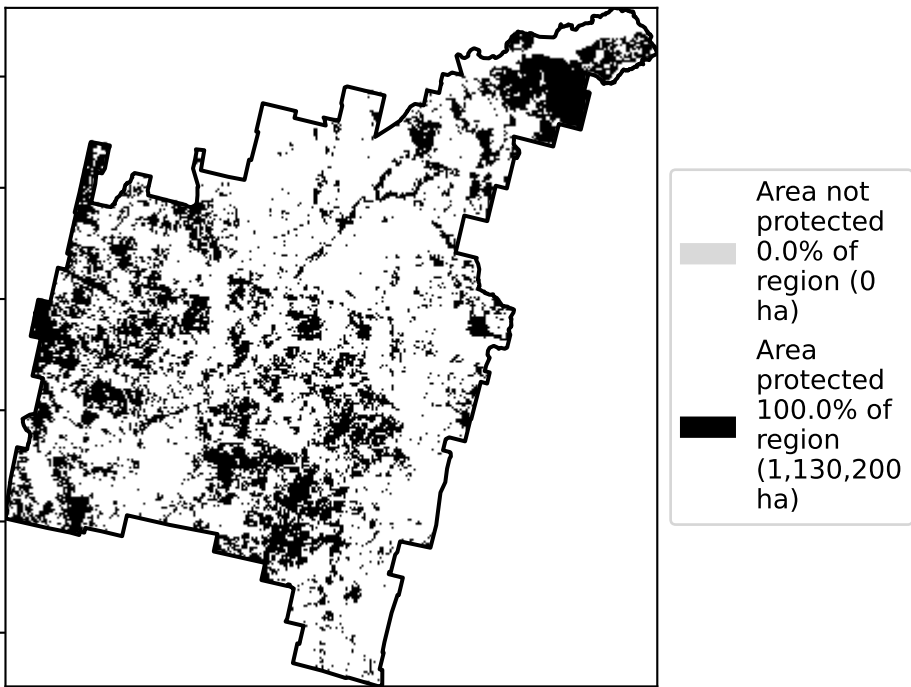 Area not
protected
0.0% of
region (0
ha)
Area
protected
100.0% of
region
(1,130,200
ha)